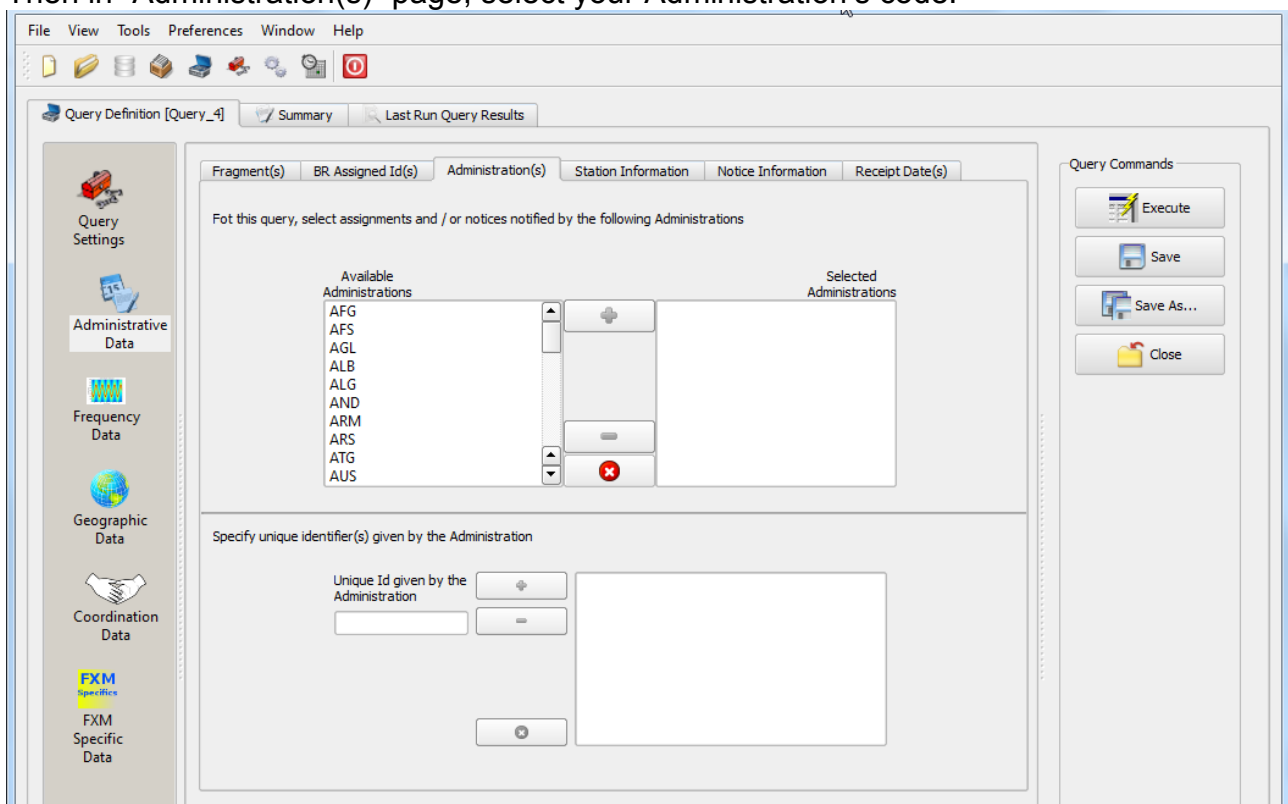 Then in “Administration(s)” page, select your Administration's code:
File View Tools Preferences Window Help
Query Definition [Query_4] Summary Last Run Query Results
Query
Settings
Administrative
Data
Frequency
Data
Geographic
Data
Coordination
Data
FXM
Specifics
FXM
Specific
Data
Fragment(s) BR Assigned Id(s) Administration(s) Station Information Notice Information Receipt Date(s)
Fot this query, select assignments and / or notices notified by the following Administrations
Available
Administrations
AFG
AFS
AGL
ALB
ALG
AND
ARM
ARS
ATG
AUS
Selected
Administrations
Specify unique identifier(s) given by the Administration
Unique Id given by the
Administration
Query Commands
Execute
Save
Save As...
Close